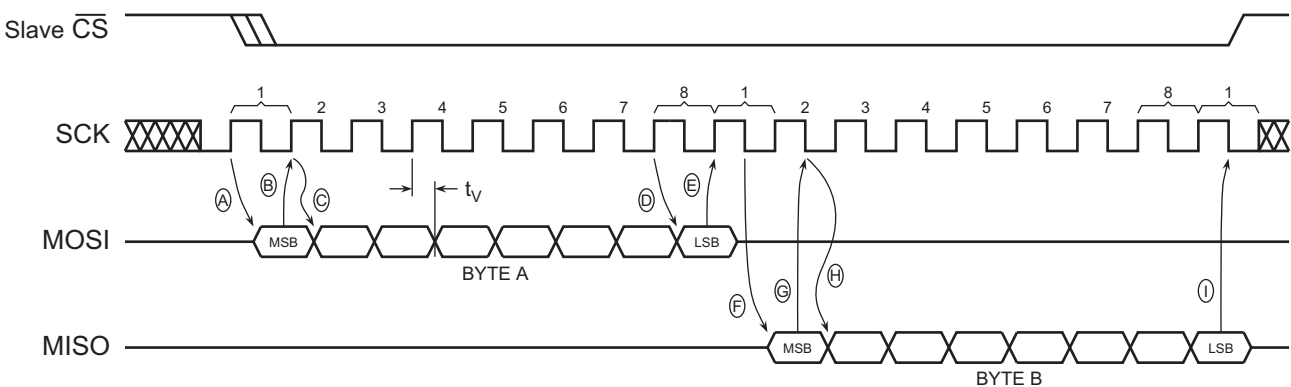 Slave CS
1 2 3 4 5 6 7 8 1 2 3 4 5 6 7 8 1
SCK
A B C t_V D E
MOSI MSB LSB
BYTE A
F G H I
MISO MSB LSB
BYTE B